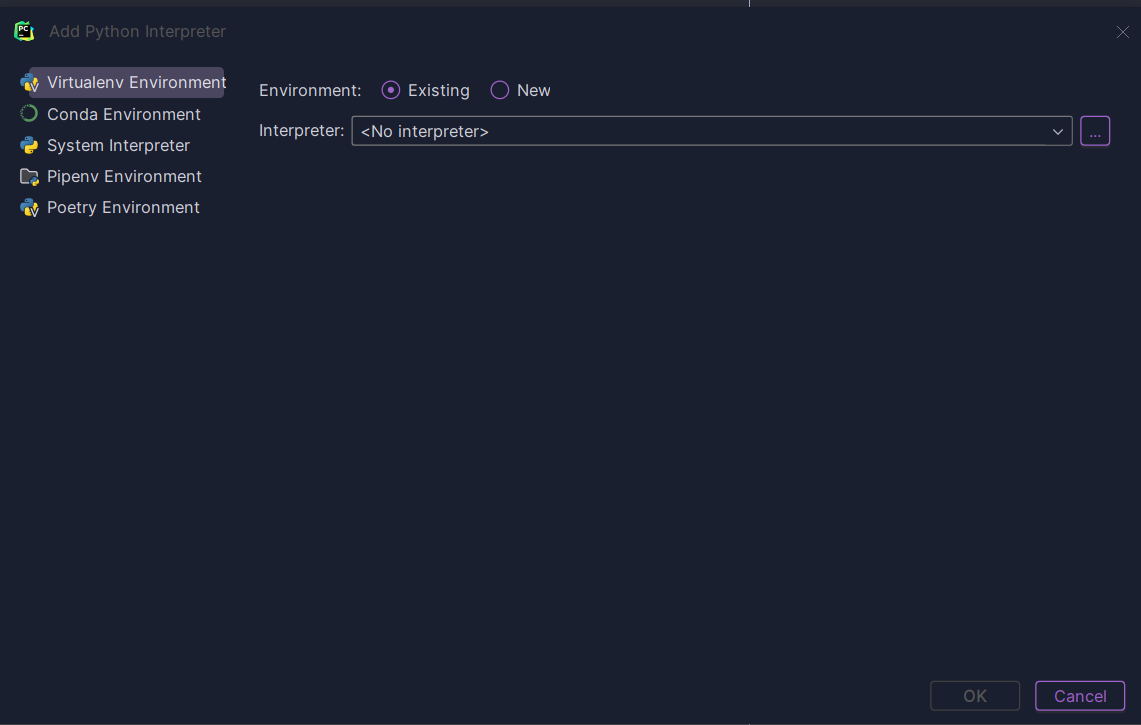 PC
Add Python Interpreter
Virtualenv Environment
Conda Environment
System Interpreter
Pipenv Environment
Poetry Environment
Environment: Existing New
Interpreter: <No interpreter> ...
OK Cancel